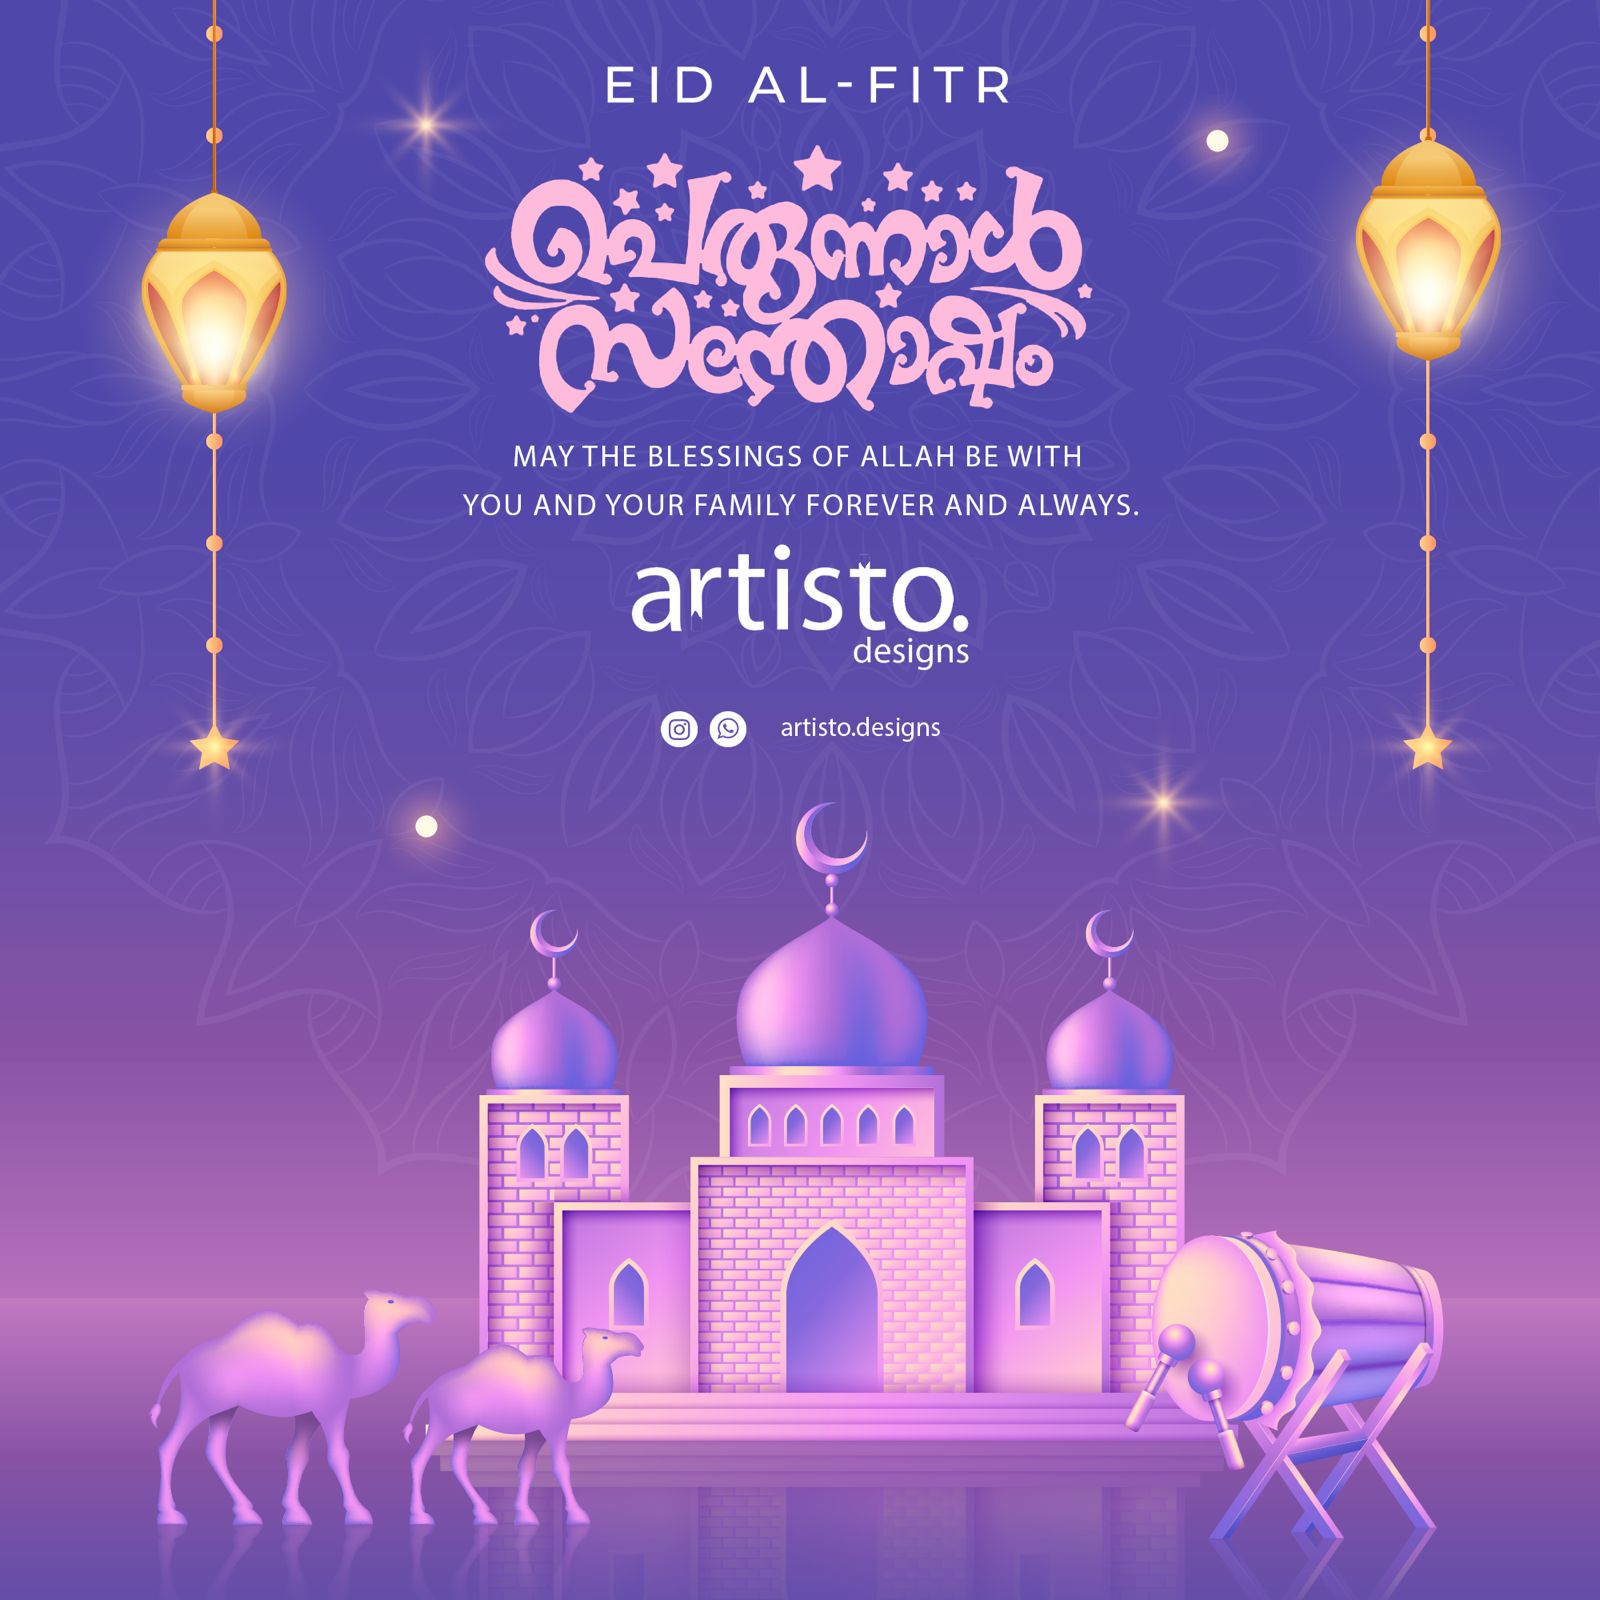 EID AL-FITR
പെരുന്നാൾ
സന്തോഷം
MAY THE BLESSINGS OF ALLAH BE WITH
YOU AND YOUR FAMILY FOREVER AND ALWAYS.
artisto.
designs
artisto.designs